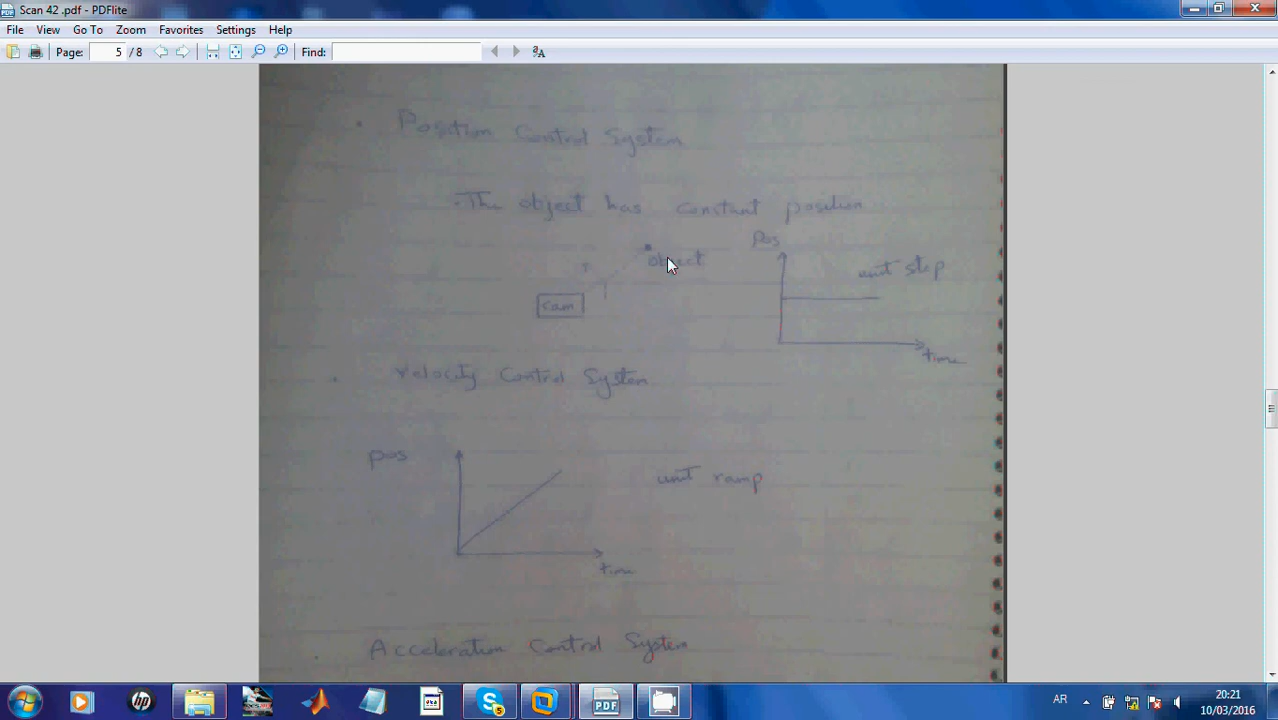 Scan 42 .pdf - PDFlite
File View Go To Zoom Favorites Settings Help
Page: 5 / 8 Find:
Position Control System
The object has constant position
Pos
object
unit step
cam
time
velocity Control System
pos
unit ramp
time
Acceleration Control System
AR
20:21
10/03/2016